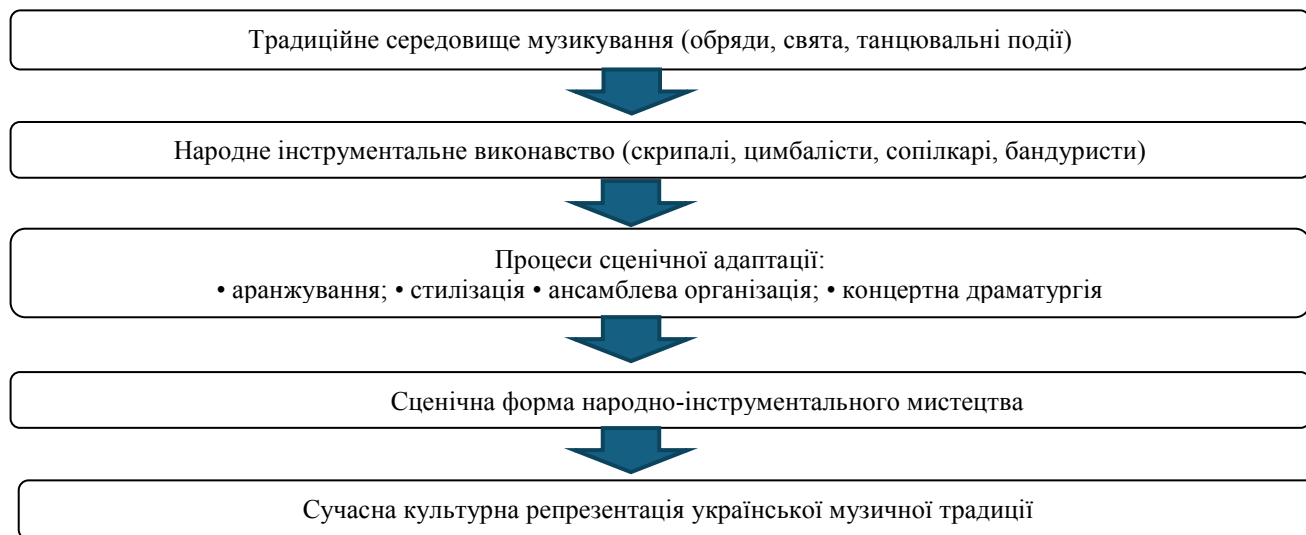 Традиційне середовище музикування (обряди, свята, танцювальні події)
Народне інструментальне виконавство (скрипалі, цимбалісти, сопілкарі, бандуристи)
Процеси сценічної адаптації:
• аранжування; • стилізація • ансамблева організація; • концертна драматургія
Сценічна форма народно-інструментального мистецтва
Сучасна культурна репрезентація української музичної традиції